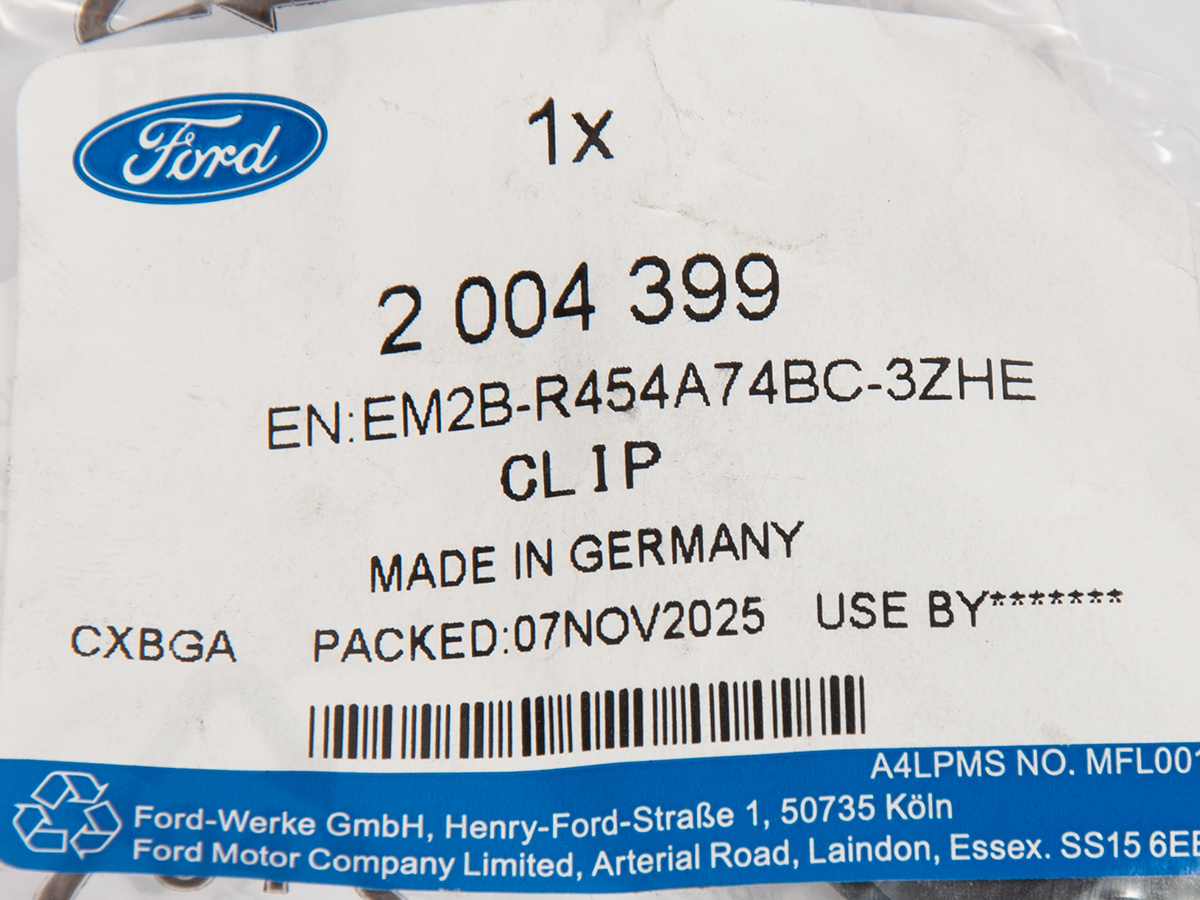 Ford
1x
2 004 399
EN:EM2B-R454A74BC-3ZHE
CLIP
MADE IN GERMANY
CXBGA PACKED:07NOV2025 USE BY*******
A4LPMS NO. MFL001
Ford-Werke GmbH, Henry-Ford-Straße 1, 50735 Köln
Ford Motor Company Limited, Arterial Road, Laindon, Essex. SS15 6EE